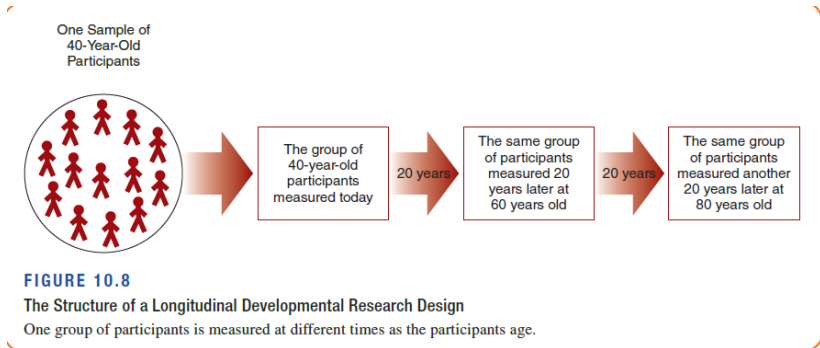 One Sample of
40-Year-Old
Participants
The group of
40-year-old
participants
measured today
20 years
The same group
of participants
measured 20
years later at
60 years old
20 years
The same group
of participants
measured another
20 years later at
80 years old
FIGURE 10.8
The Structure of a Longitudinal Developmental Research Design
One group of participants is measured at different times as the participants age.